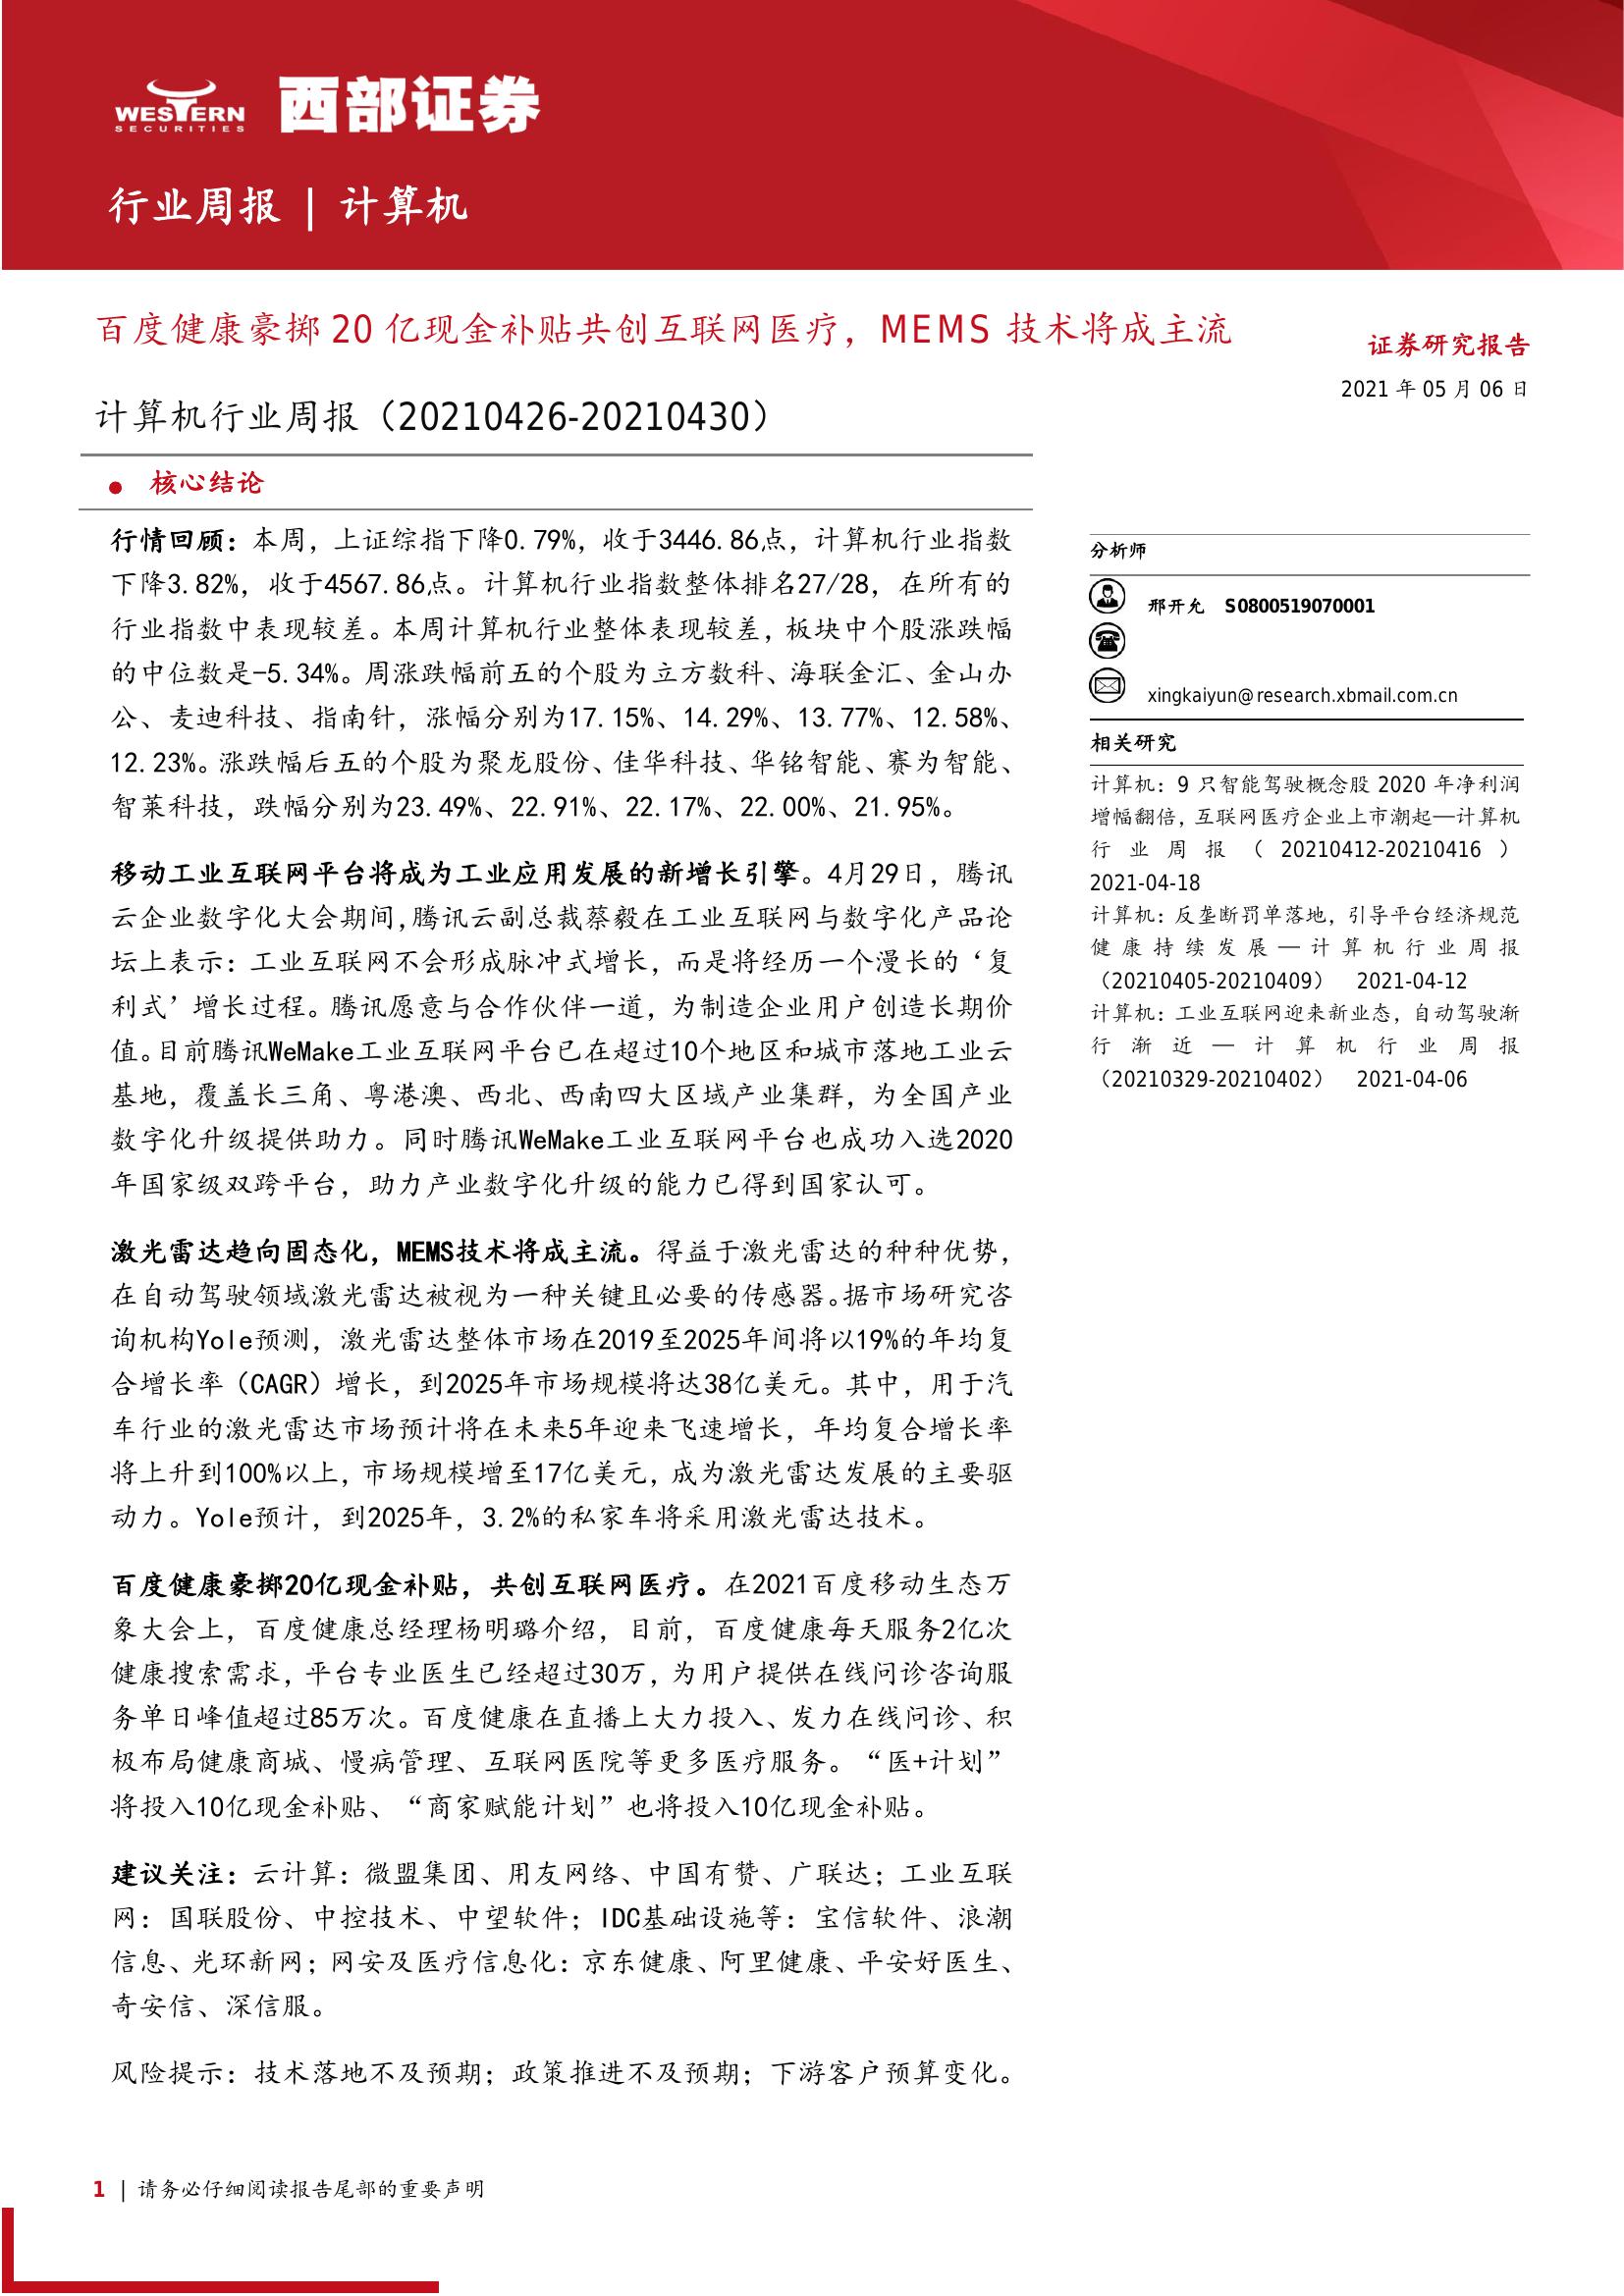 WESTERN
SECURITIES
西部证券
行业周报 | 计算机
百度健康豪掷 20 亿现金补贴共创互联网医疗，MEMS 技术将成主流
计算机行业周报（20210426-20210430）
证券研究报告
2021 年 05 月 06 日
● 核心结论
行情回顾：本周，上证综指下降0.79%，收于3446.86点，计算机行业指数
下降3.82%，收于4567.86点。计算机行业指数整体排名27/28，在所有的
行业指数中表现较差。本周计算机行业整体表现较差，板块中个股涨跌幅
的中位数是-5.34%。周涨跌幅前五的个股为立方数科、海联金汇、金山办
公、麦迪科技、指南针，涨幅分别为17.15%、14.29%、13.77%、12.58%、
12.23%。涨跌幅后五的个股为聚龙股份、佳华科技、华铭智能、赛为智能、
智莱科技，跌幅分别为23.49%、22.91%、22.17%、22.00%、21.95%。
移动工业互联网平台将成为工业应用发展的新增长引擎。4月29日，腾讯
云企业数字化大会期间，腾讯云副总裁蔡毅在工业互联网与数字化产品论
坛上表示：工业互联网不会形成脉冲式增长，而是将经历一个漫长的‘复
利式’增长过程。腾讯愿意与合作伙伴一道，为制造企业用户创造长期价
值。目前腾讯WeMake工业互联网平台已在超过10个地区和城市落地工业云
基地，覆盖长三角、粤港澳、西北、西南四大区域产业集群，为全国产业
数字化升级提供助力。同时腾讯WeMake工业互联网平台也成功入选2020
年国家级双跨平台，助力产业数字化升级的能力已得到国家认可。
激光雷达趋向固态化，MEMS技术将成主流。得益于激光雷达的种种优势，
在自动驾驶领域激光雷达被视为一种关键且必要的传感器。据市场研究咨
询机构Yole预测，激光雷达整体市场在2019至2025年间将以19%的年均复
合增长率（CAGR）增长，到2025年市场规模将达38亿美元。其中，用于汽
车行业的激光雷达市场预计将在未来5年迎来飞速增长，年均复合增长率
将上升到100%以上，市场规模增至17亿美元，成为激光雷达发展的主要驱
动力。Yole预计，到2025年，3.2%的私家车将采用激光雷达技术。
百度健康豪掷20亿现金补贴，共创互联网医疗。在2021百度移动生态万
象大会上，百度健康总经理杨明璐介绍，目前，百度健康每天服务2亿次
健康搜索需求，平台专业医生已经超过30万，为用户提供在线问诊咨询服
务单日峰值超过85万次。百度健康在直播上大力投入、发力在线问诊、积
极布局健康商城、慢病管理、互联网医院等更多医疗服务。“医+计划”
将投入10亿现金补贴、“商家赋能计划”也将投入10亿现金补贴。
建议关注：云计算：微盟集团、用友网络、中国有赞、广联达；工业互联
网：国联股份、中控技术、中望软件；IDC基础设施等：宝信软件、浪潮
信息、光环新网；网安及医疗信息化：京东健康、阿里健康、平安好医生、
奇安信、深信服。
风险提示：技术落地不及预期；政策推进不及预期；下游客户预算变化。
分析师
邢开允 S0800519070001
xingkaiyun@research.xbmail.com.cn
相关研究
计算机：9 只智能驾驶概念股 2020 年净利润
增幅翻倍，互联网医疗企业上市潮起—计算机
行业周报（20210412-20210416）
2021-04-18
计算机：反垄断罚单落地，引导平台经济规范
健康持续发展—计算机行业周报
（20210405-20210409） 2021-04-12
计算机：工业互联网迎来新业态，自动驾驶渐
行渐近—计算机行业周报
（20210329-20210402） 2021-04-06
1 | 请务必仔细阅读报告尾部的重要声明